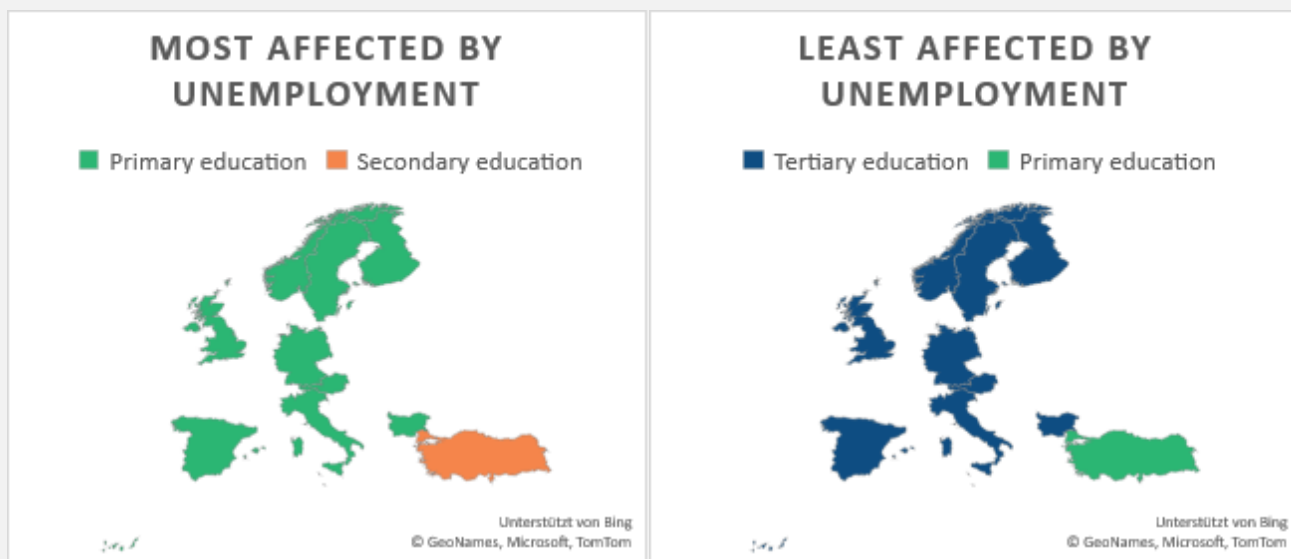 MOST AFFECTED BY
UNEMPLOYMENT
Primary education Secondary education
Unterstützt von Bing
© GeoNames, Microsoft, TomTom
LEAST AFFECTED BY
UNEMPLOYMENT
Tertiary education Primary education
Unterstützt von Bing
© GeoNames, Microsoft, TomTom